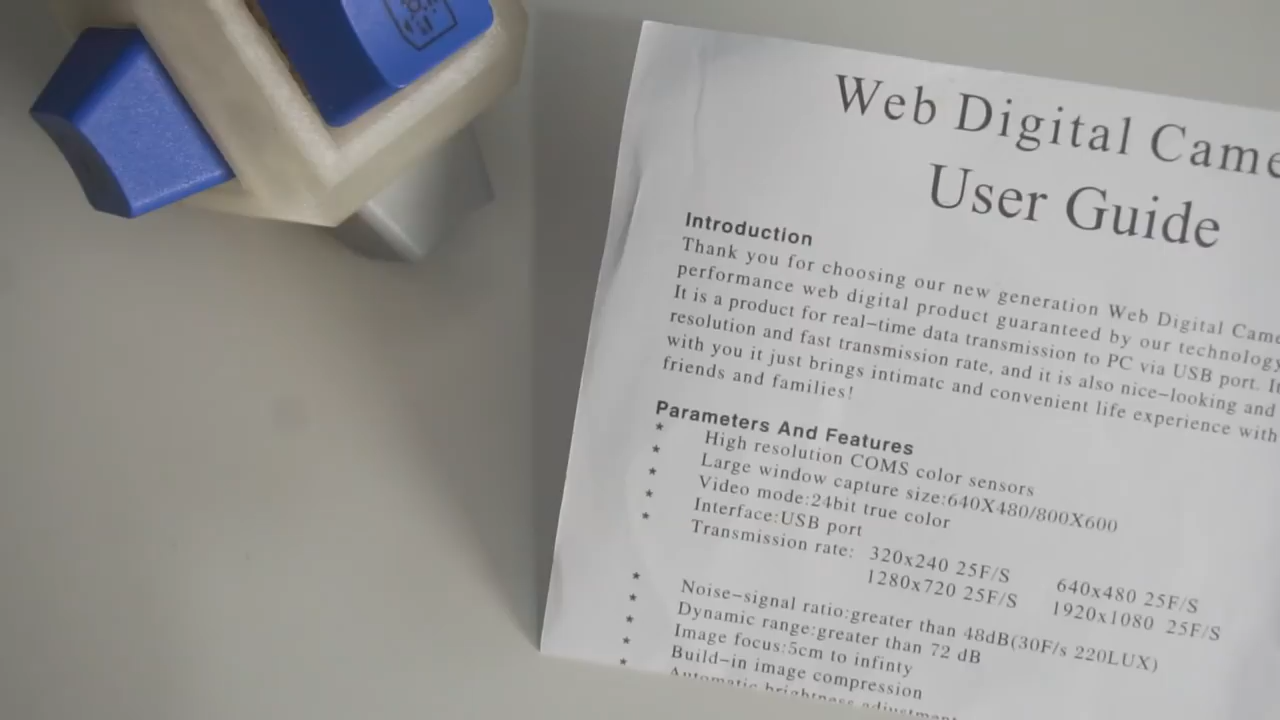 Web Digital Came
User Guide
Introduction
Thank you for choosing our new generation Web Digital Came
performance web digital product guaranteed by our technology
It is a product for real-time data transmission to PC via USB port. It
resolution and fast transmission rate, and it is also nice-looking and
with you it just brings intimatc and convenient life experience with
friends and families!
Parameters And Features
* High resolution COMS color sensors
* Large window capture size:640X480/800X600
* Video mode:24bit true color
* Interface:USB port
* Transmission rate: 320x240 25F/S 640x480 25F/S
1280x720 25F/S 1920x1080 25F/S
* Noise-signal ratio:greater than 48dB(30F/s 220LUX)
* Dynamic range:greater than 72 dB
* Image focus:5cm to infinty
* Build-in image compression
* Automatic brightness adjustment